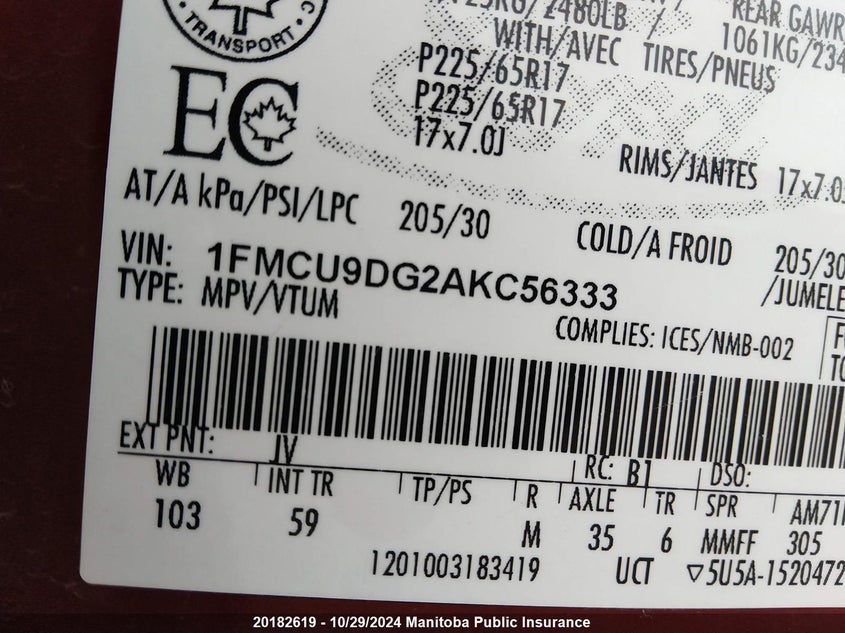 TRANSPORT
2480LB
REAR GAWR
WITH/AVEC TIRES/PNEUS
1061KG/234
P225/65R17
P225/65R17
17x7.0J
RIMS/JANTES 17x7.0J
EC
AT/A kPa/PSI/LPC 205/30 COLD/A FROID 205/30
VIN: 1FMCU9DG2AKC56333
/JUMELE
TYPE: MPV/VTUM
COMPLIES: ICES/NMB-002
EXT PNT: JV RC: B1 DSO:
WB INT TR TP/PS R AXLE TR SPR AM71
103 59 M 35 6 MMFF 305
1201003183419 UCT ▽5U5A-1520472
20182619 - 10/29/2024 Manitoba Public Insurance